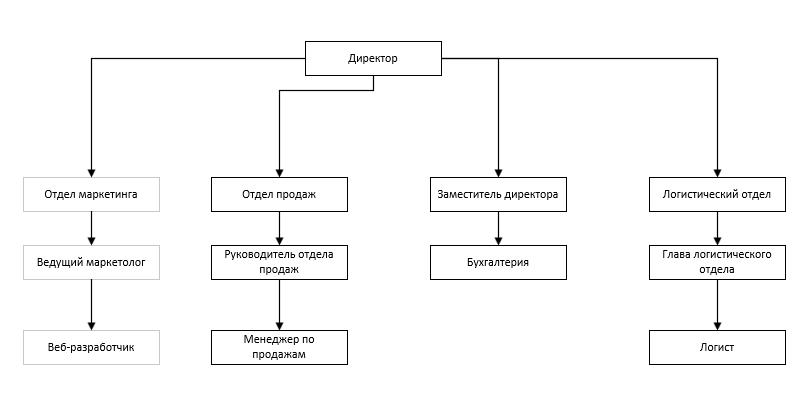 Директор
Отдел маркетинга
Отдел продаж
Заместитель директора
Логистический отдел
Ведущий маркетолог
Руководитель отдела
продаж
Бухгалтерия
Глава логистического
отдела
Веб-разработчик
Менеджер по
продажам
Логист